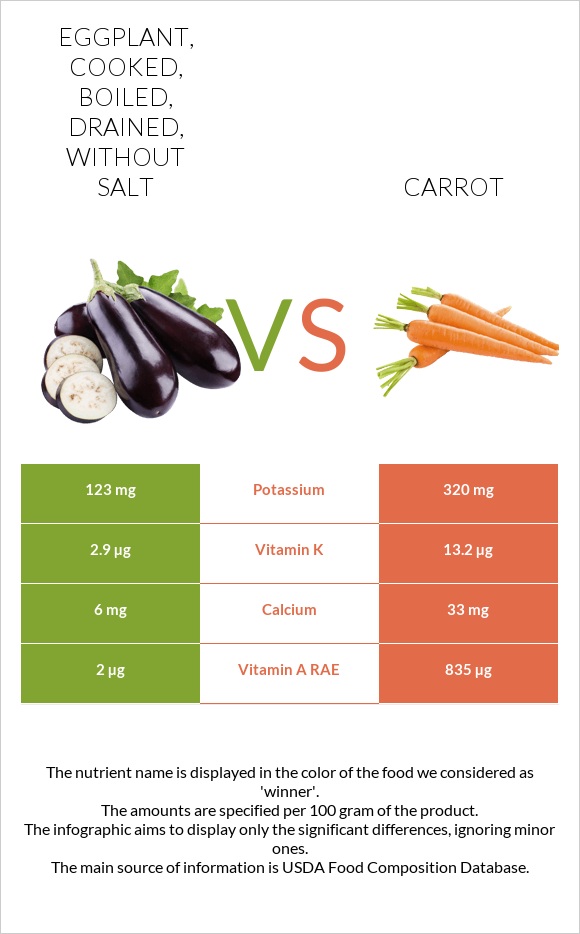 EGGPLANT,
COOKED,
BOILED,
DRAINED,
WITHOUT
SALT
CARROT
VS
123 mg Potassium 320 mg
2.9 µg Vitamin K 13.2 µg
6 mg Calcium 33 mg
2 µg Vitamin A RAE 835 µg
The nutrient name is displayed in the color of the food we considered as
'winner'.
The amounts are specified per 100 gram of the product.
The infographic aims to display only the significant differences, ignoring minor
ones.
The main source of information is USDA Food Composition Database.